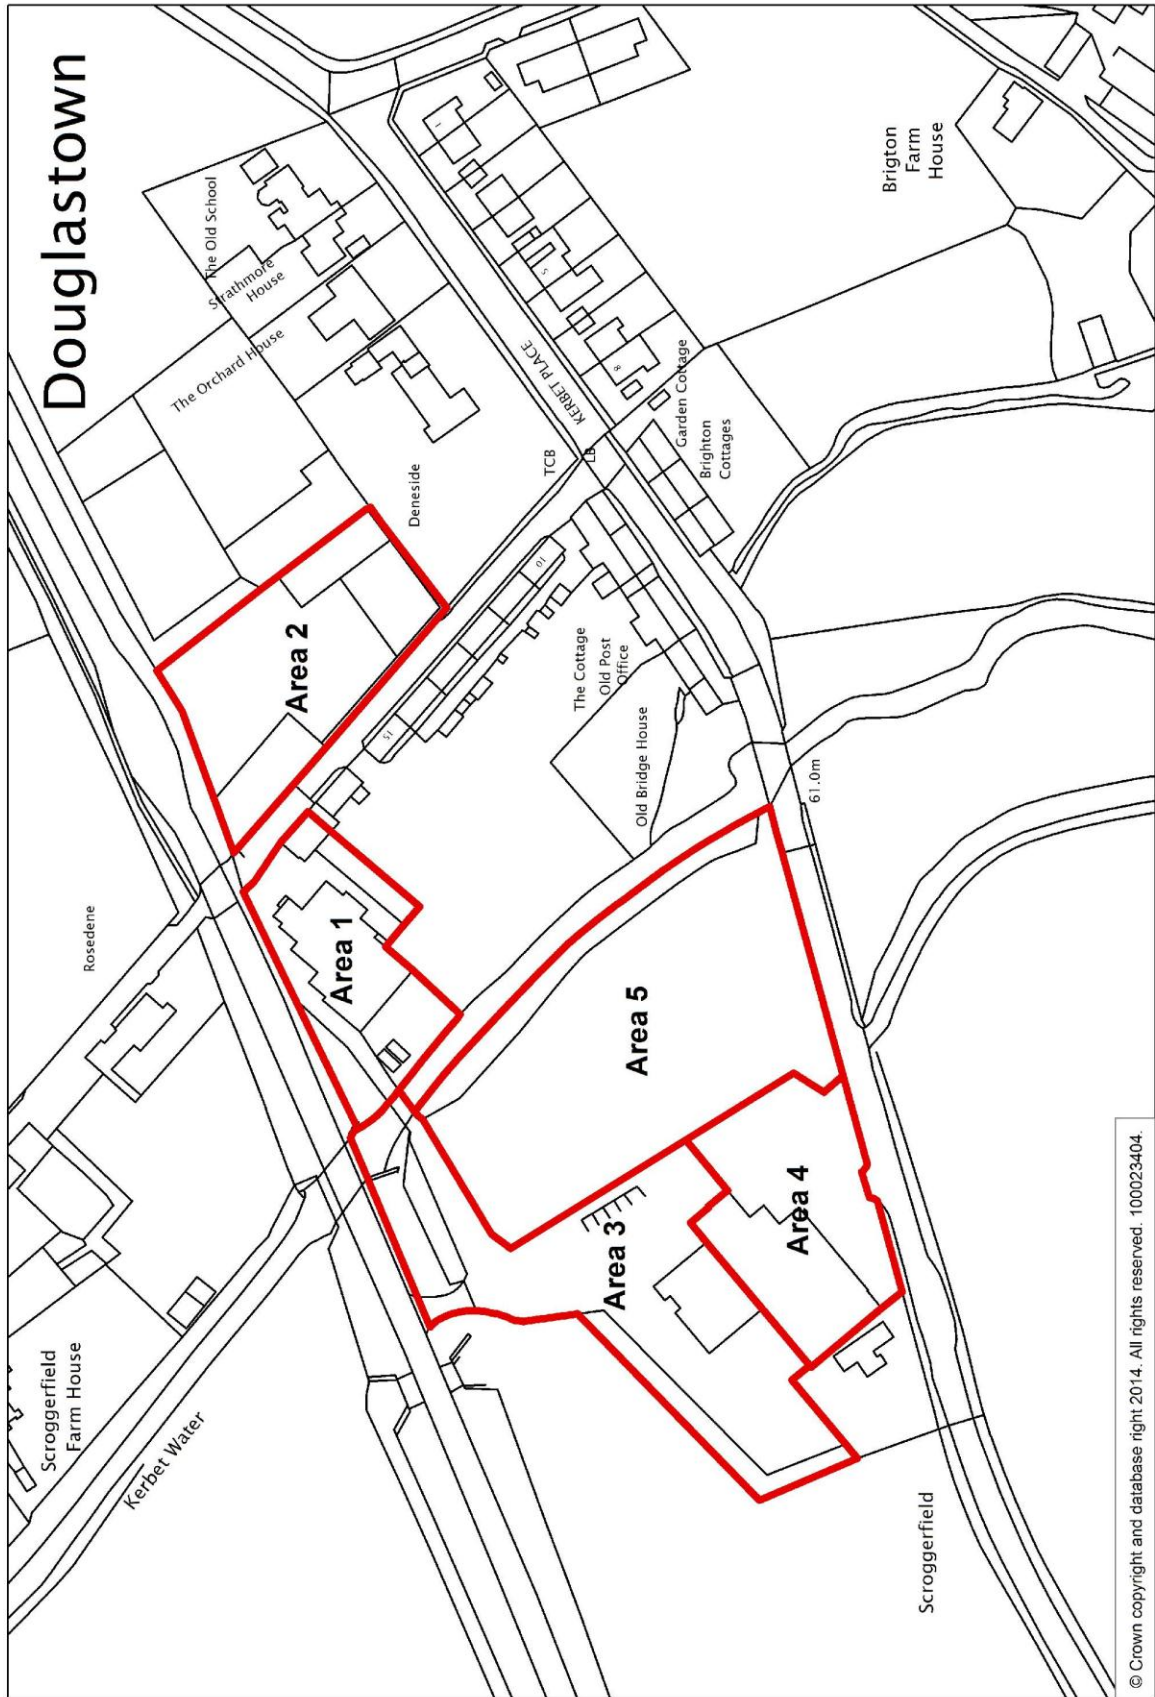 Douglastown
The Old School
Strathmore
House
The Orchard House
Deneside
TCB
LB
KERBET PLACE
1
5
8
Garden Cottage
Brighton
Cottages
Brigton
Farm
House
Area 2
10
15
The Cottage
Old Post
Office
Old Bridge House
61.0m
Rosedene
Area 1
Area 5
Area 3
Area 4
Scroggerfield
Farm House
Kerbet Water
Scroggerfield
© Crown copyright and database right 2014. All rights reserved. 100023404.